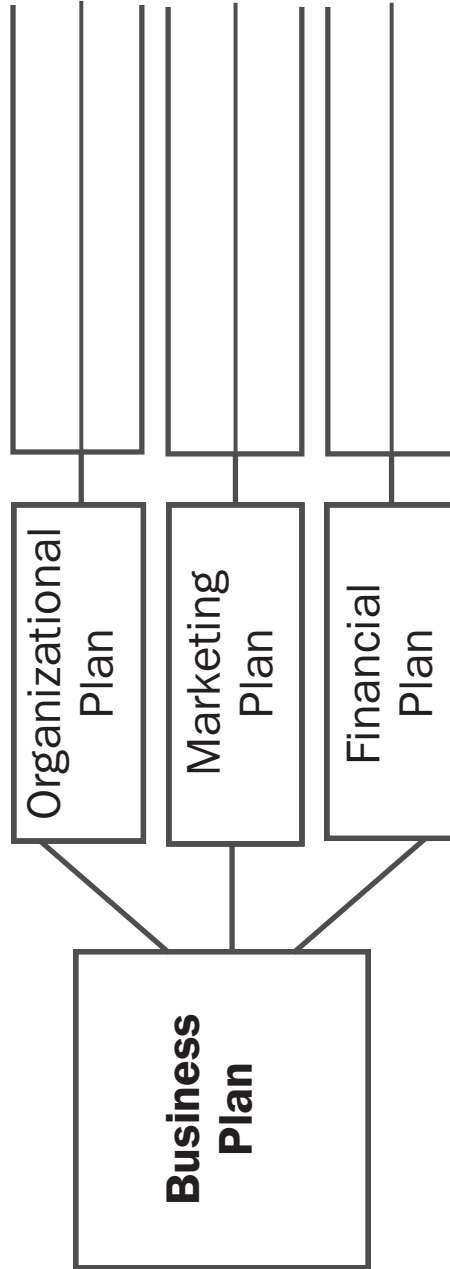 Business
Plan
Organizational
Plan
Marketing
Plan
Financial
Plan